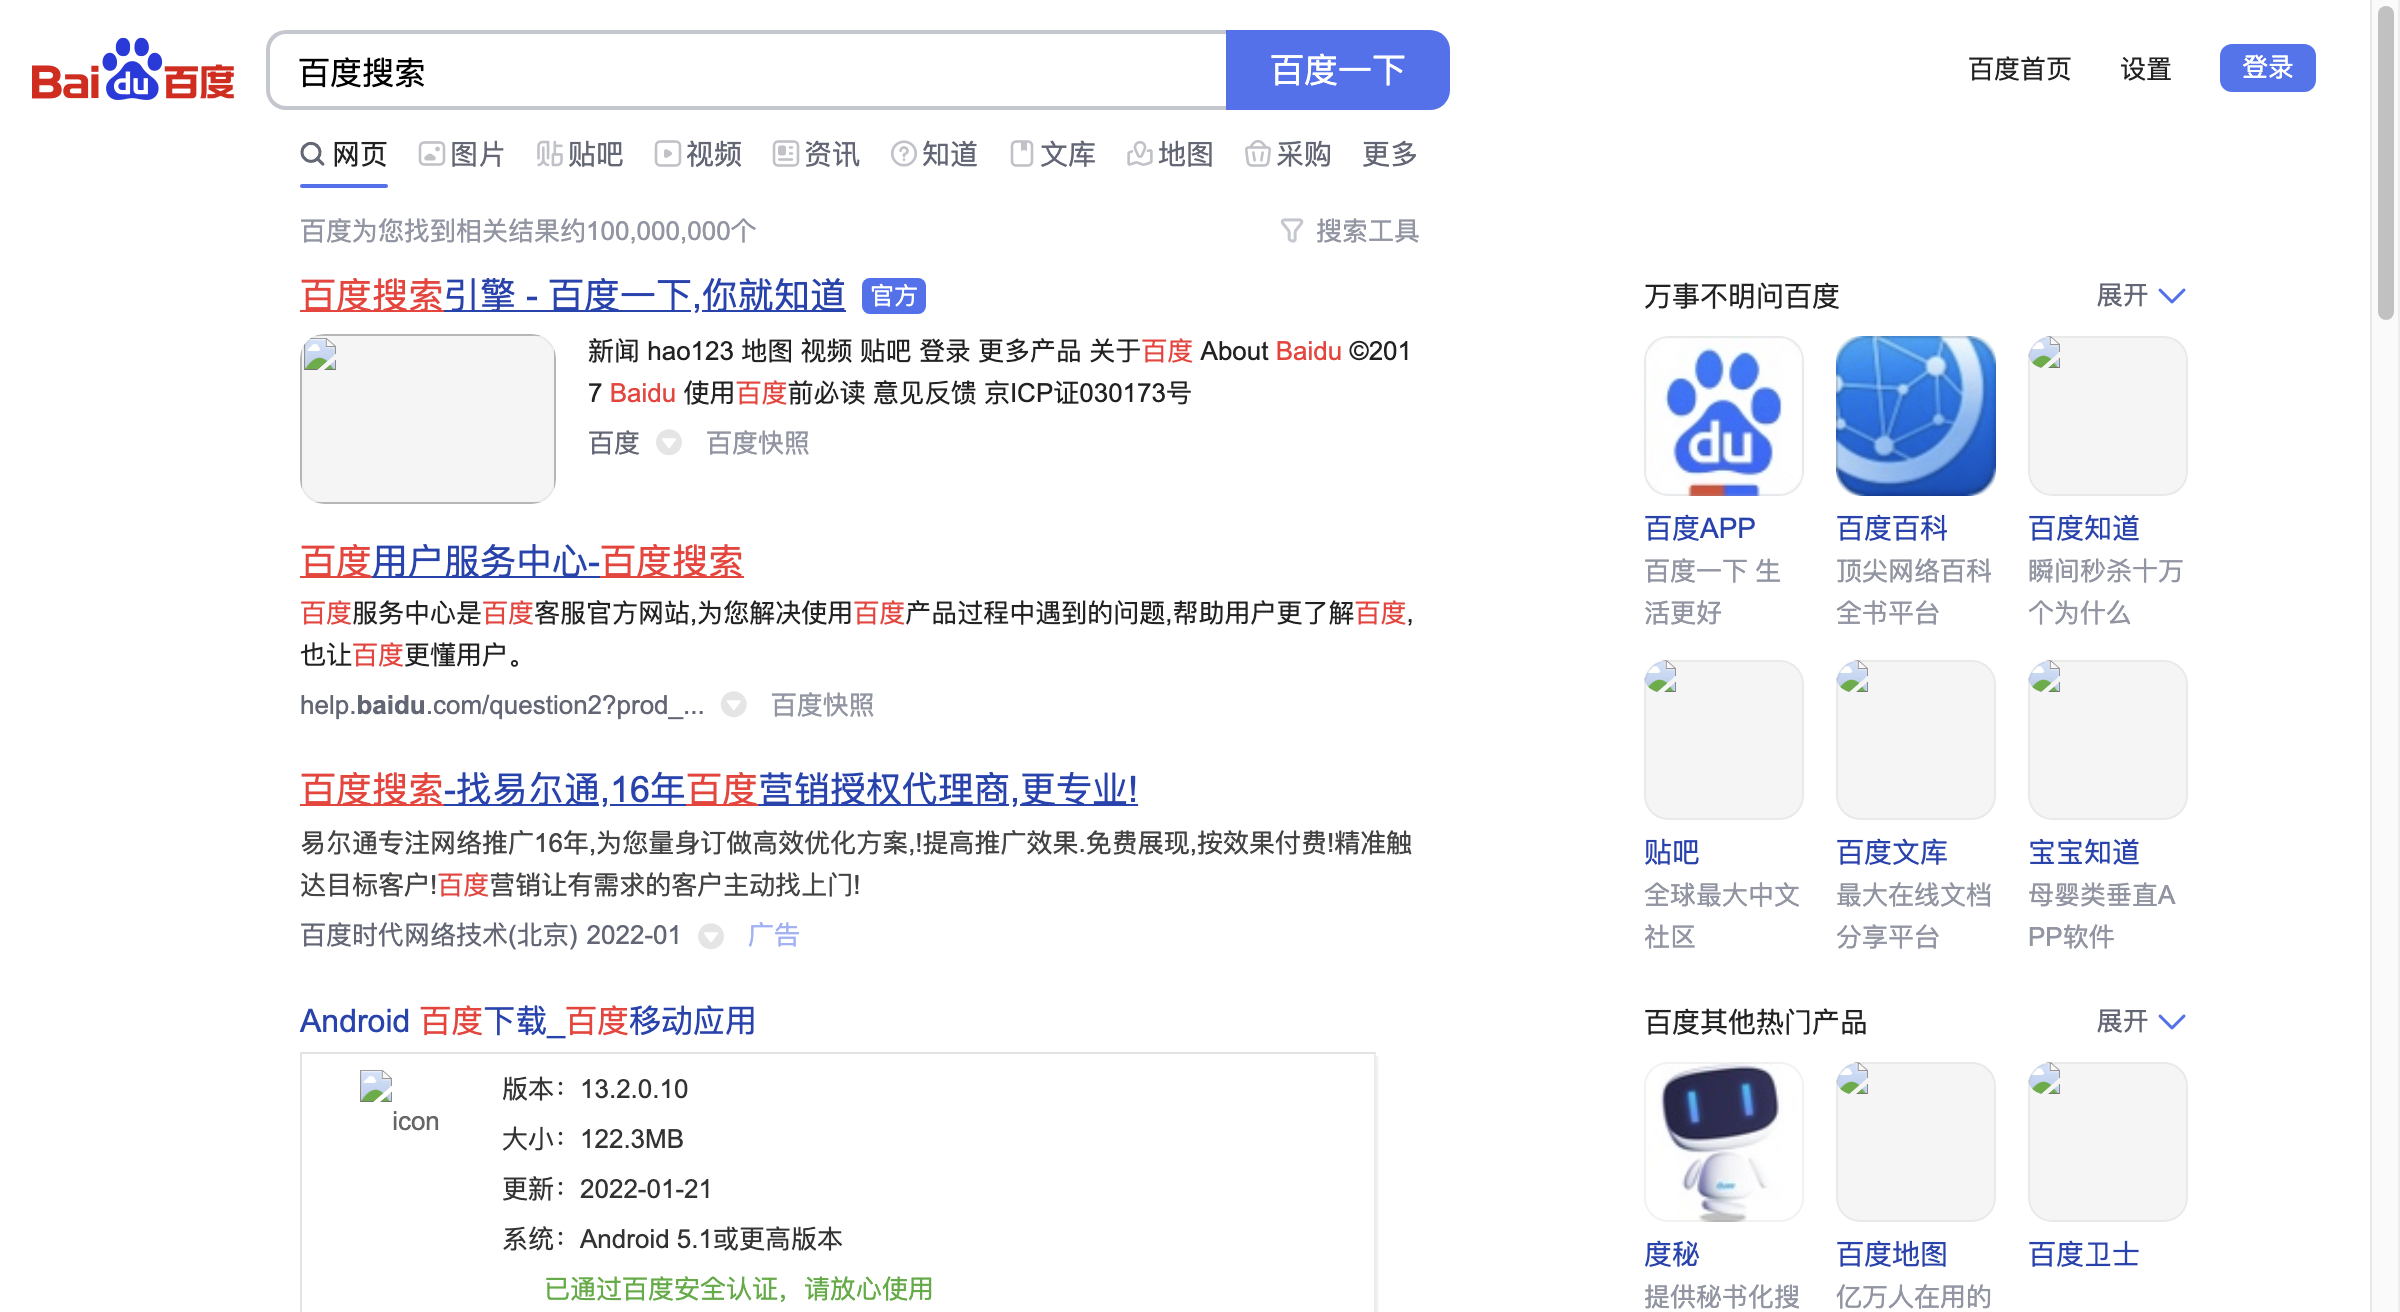 Bai du 百度
百度搜索
百度一下
百度首页 设置 登录
网页 图片 贴吧 视频 资讯 知道 文库 地图 采购 更多
百度为您找到相关结果约100,000,000个
搜索工具
百度搜索引擎 - 百度一下,你就知道 官方
新闻 hao123 地图 视频 贴吧 登录 更多产品 关于百度 About Baidu ©201
7 Baidu 使用百度前必读 意见反馈 京ICP证030173号
百度 百度快照
百度用户服务中心-百度搜索
百度服务中心是百度客服官方网站,为您解决使用百度产品过程中遇到的问题,帮助用户更了解百度,
也让百度更懂用户。
help.baidu.com/question2?prod_... 百度快照
百度搜索-找易尔通,16年百度营销授权代理商,更专业!
易尔通专注网络推广16年,为您量身订做高效优化方案,!提高推广效果.免费展现,按效果付费!精准触
达目标客户!百度营销让有需求的客户主动找上门!
百度时代网络技术(北京) 2022-01 广告
Android 百度下载_百度移动应用
icon
版本：13.2.0.10
大小：122.3MB
更新：2022-01-21
系统：Android 5.1或更高版本
已通过百度安全认证，请放心使用
万事不明问百度 展开
du
百度APP
百度一下 生
活更好
百度百科
顶尖网络百科
全书平台
百度知道
瞬间秒杀十万
个为什么
贴吧
全球最大中文
社区
百度文库
最大在线文档
分享平台
宝宝知道
母婴类垂直A
PP软件
百度其他热门产品 展开
度秘
提供秘书化搜
百度地图
亿万人在用的
百度卫士